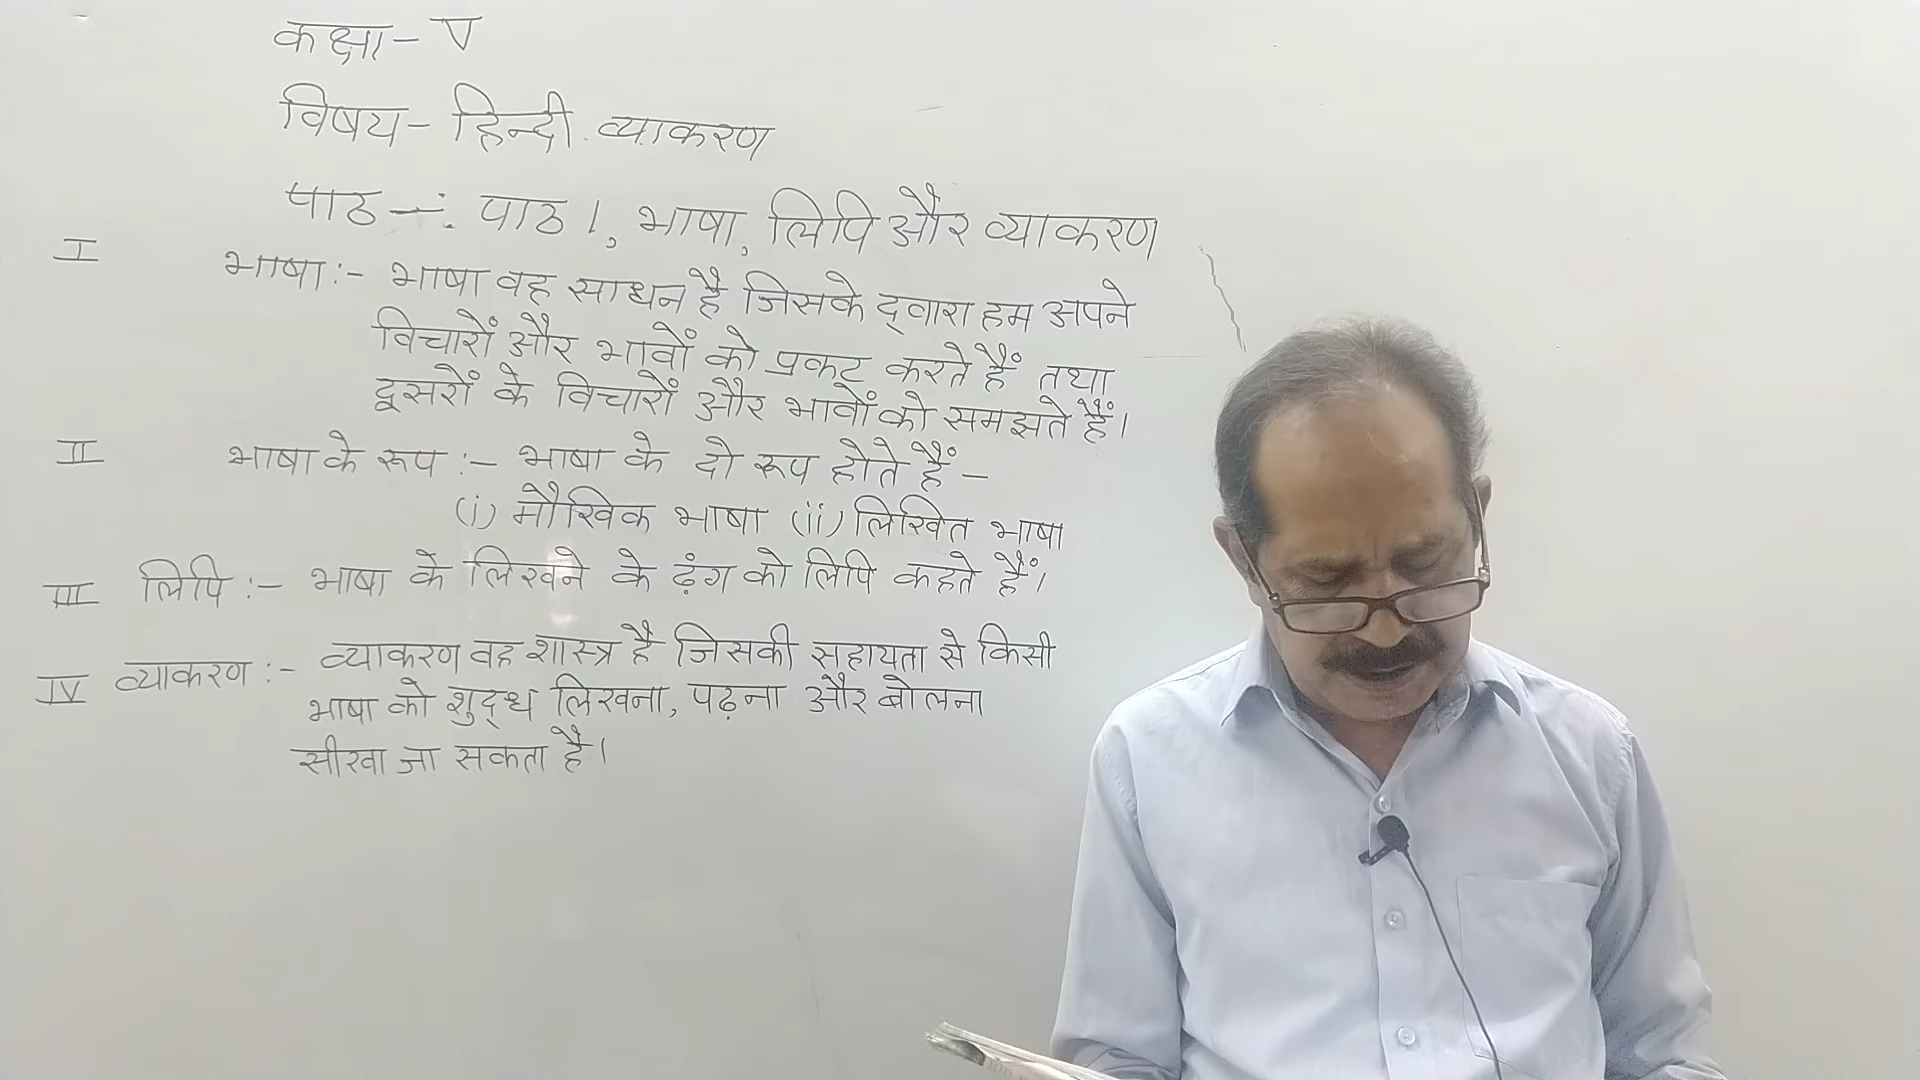 कक्षा - V
विषय - हिन्दी व्याकरण
पाठ -: पाठ 1, भाषा, लिपि और व्याकरण
I भाषा :- भाषा वह साधन है जिसके द्वारा हम अपने
विचारों और भावों को प्रकट करते हैं तथा
दूसरों के विचारों और भावों को समझते हैं।
II भाषा के रूप :- भाषा के दो रूप होते हैं -
(i) मौखिक भाषा (ii) लिखित भाषा
III लिपि :- भाषा के लिखने के ढ़ंग को लिपि कहते हैं।
IV व्याकरण :- व्याकरण वह शास्त्र है जिसकी सहायता से किसी
भाषा को शुद्ध लिखना, पढ़ना और बोलना
सीखा जा सकता है।